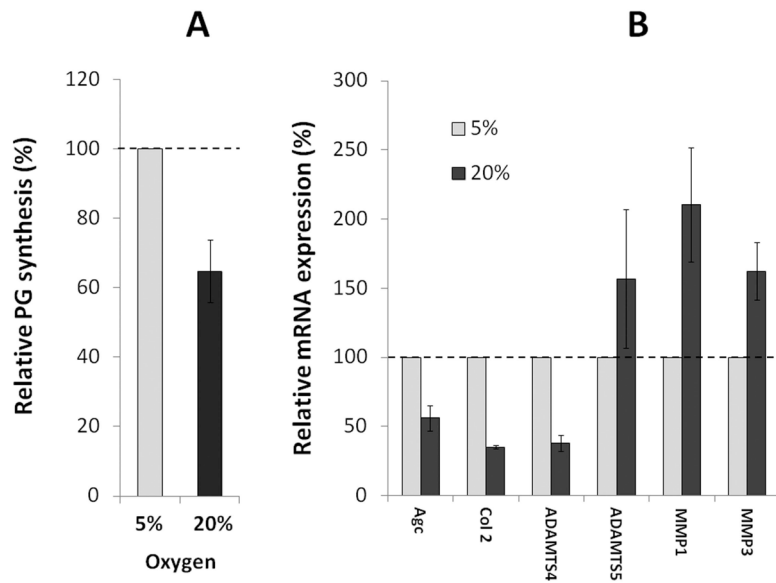 A
Relative PG synthesis (%)
120
100
80
60
40
20
0
5%
20%
Oxygen
B
Relative mRNA expression (%)
300
250
200
150
100
50
0
5%
20%
Agc
Col 2
ADAMTS4
ADAMTS5
MMP1
MMP3